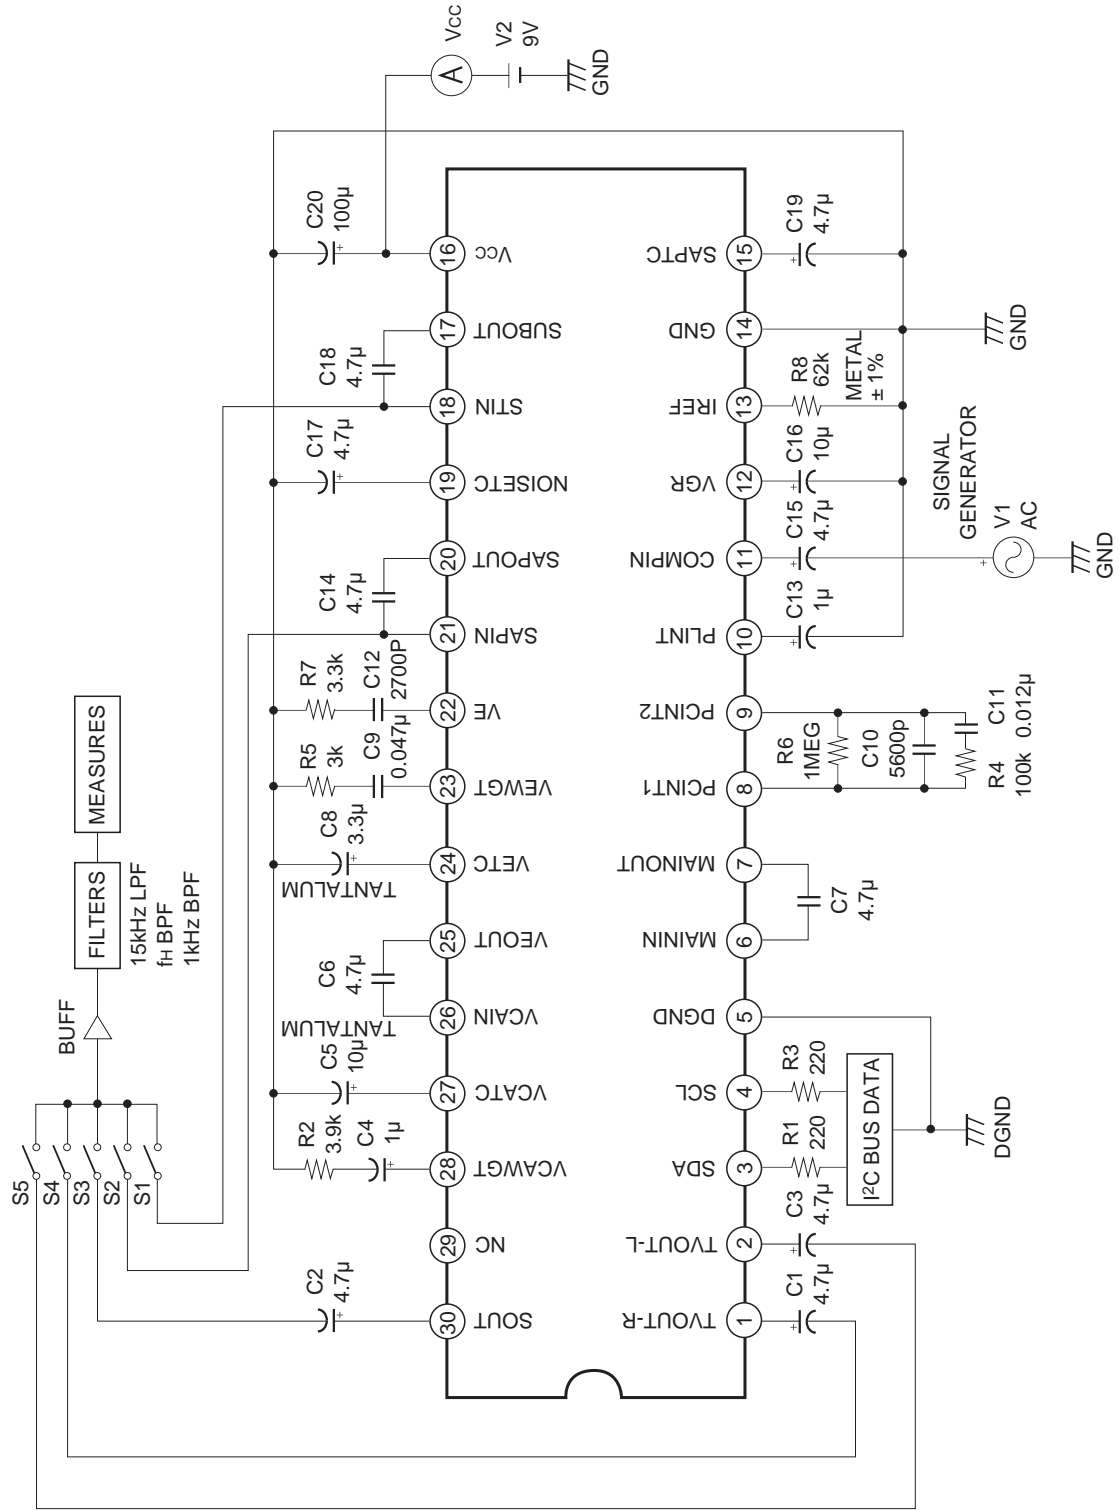 MEASURES
FILTERS
15kHz LPF
fH BPF
1kHz BPF
BUFF
S5
S4
S3
S2
S1
C2
4.7µ
R2
3.9k
C4
1µ
C5
10µ
TANTALUM
C6
4.7µ
TANTALUM
C8
3.3µ
R5
3k
C9
0.047µ
R7
3.3k
C12
2700P
C14
4.7µ
C17
4.7µ
C18
4.7µ
C20
100µ
A
VCC
V2
9V
GND
30
29
28
27
26
25
24
23
22
21
20
19
18
17
16
SOUT
NC
VCAWGT
VCATC
VCAIN
VEOUT
VETC
VEWGT
VE
SAPIN
SAPOUT
NOISETC
STIN
SUBOUT
VCC
TVOUT-R
TVOUT-L
SDA
SCL
DGND
MAININ
MAINOUT
PCINT1
PCINT2
PLINT
COMPIN
VGR
IREF
GND
SAPTC
1
2
3
4
5
6
7
8
9
10
11
12
13
14
15
C1
4.7µ
C3
4.7µ
R1
220
R3
220
I²C BUS DATA
DGND
C7
4.7µ
R6
1MEG
C10
5600p
R4
100k
C11
0.012µ
C13
1µ
C15
4.7µ
C16
10µ
R8
62k
METAL
± 1%
C19
4.7µ
SIGNAL
GENERATOR
V1
AC
GND
GND